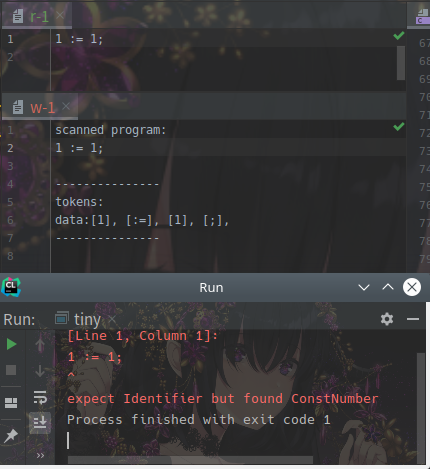 r-1
1 1 := 1;
2
w-1
1 scanned program:
2 1 := 1;
3
4 ---------------
5 tokens:
6 data:[1], [:=], [1], [;],
7 ---------------
8
67
68
69
70
71
72
73
74
75
76
77
78
79
CL
Run
Run: tiny
[Line 1, Column 1]:
1 := 1;
^
expect Identifier but found ConstNumber
Process finished with exit code 1